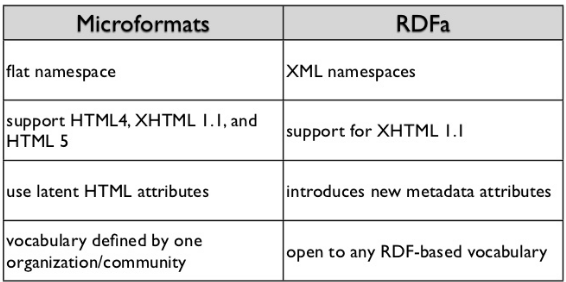 Microformats
RDFa
flat namespace
XML namespaces
support HTML4, XHTML 1.1, and
HTML 5
support for XHTML 1.1
use latent HTML attributes
introduces new metadata attributes
vocabulary defined by one
organization/community
open to any RDF-based vocabulary